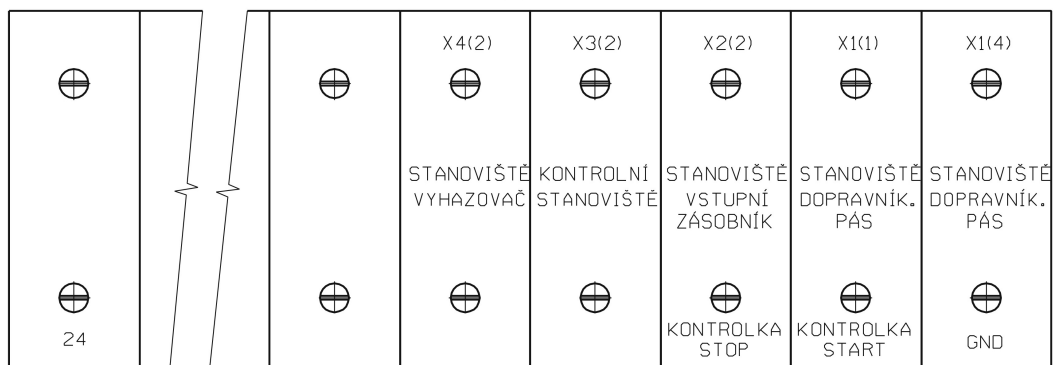 X4(2)
X3(2)
X2(2)
X1(1)
X1(4)
STANOVIŠTĚ
VYHAZOVAČ
KONTROLNÍ
STANOVIŠTĚ
STANOVIŠTĚ
VSTUPNÍ
ZÁSOBNÍK
STANOVIŠTĚ
DOPRAVNÍK.
PÁS
STANOVIŠTĚ
DOPRAVNÍK.
PÁS
24
KONTROLKA
STOP
KONTROLKA
START
GND